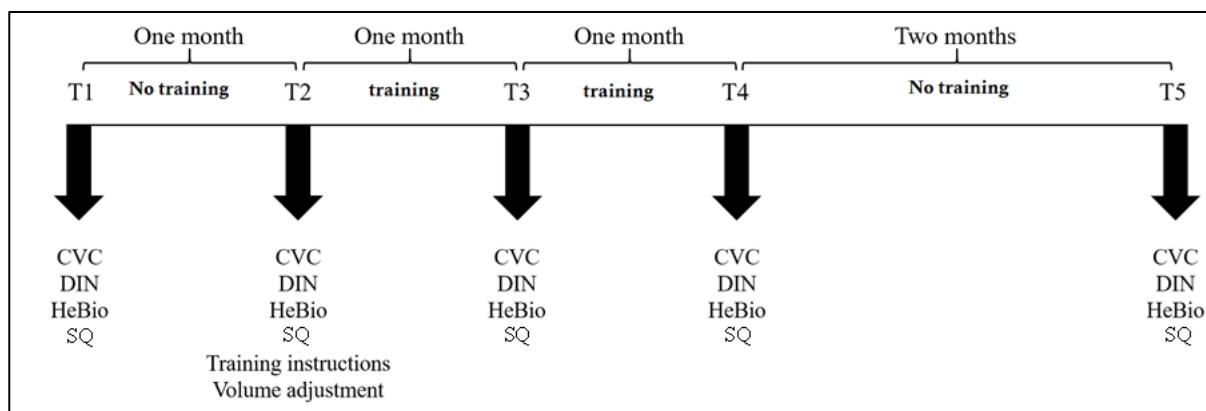 One month One month One month Two months
T1 No training T2 training T3 training T4 No training T5
CVC CVC CVC CVC CVC
DIN DIN DIN DIN DIN
HeBio HeBio HeBio HeBio HeBio
SQ SQ SQ SQ SQ
Training instructions
Volume adjustment